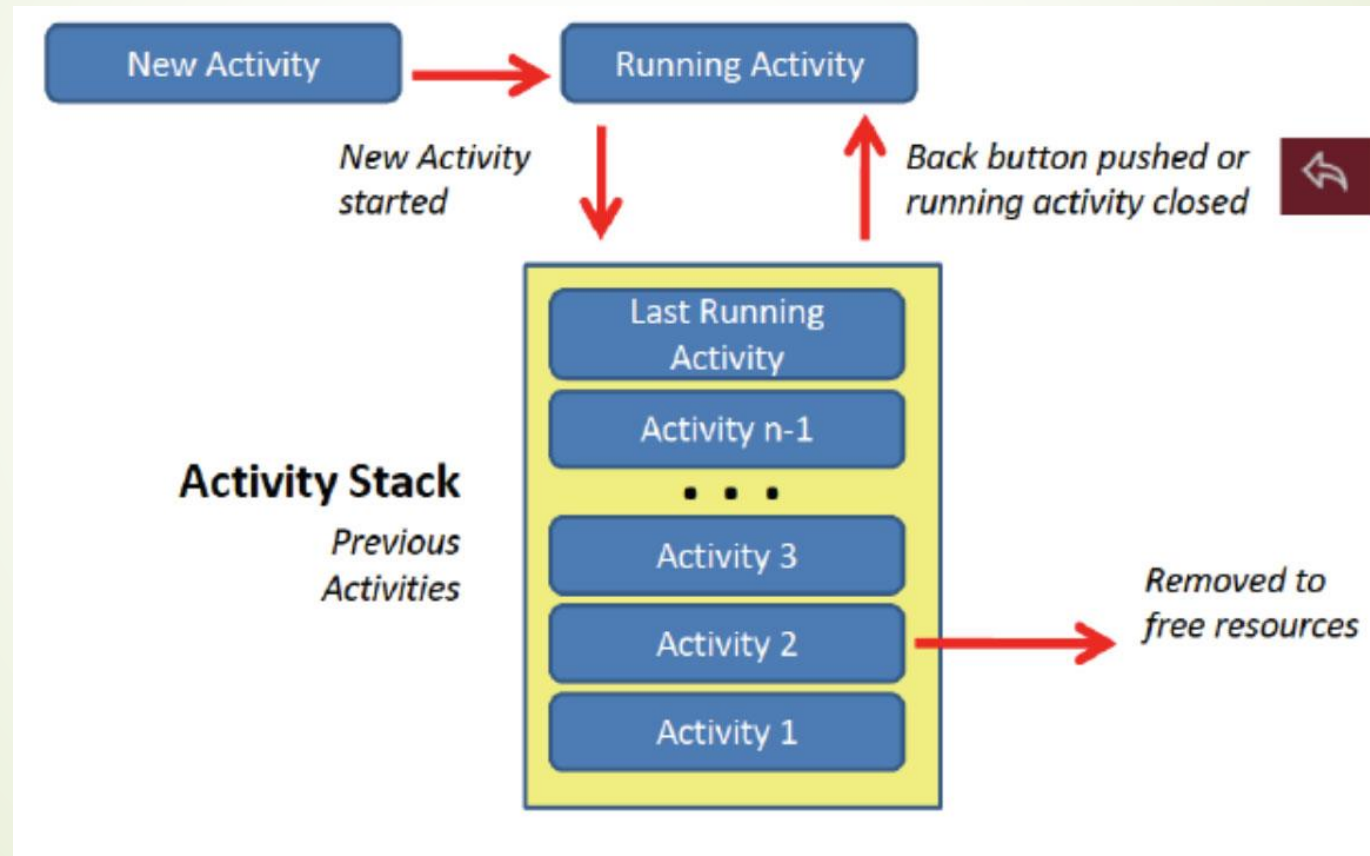 New Activity
Running Activity
New Activity
started
Back button pushed or
running activity closed
Last Running
Activity
Activity n-1
. . .
Activity Stack
Previous
Activities
Activity 3
Activity 2
Activity 1
Removed to
free resources